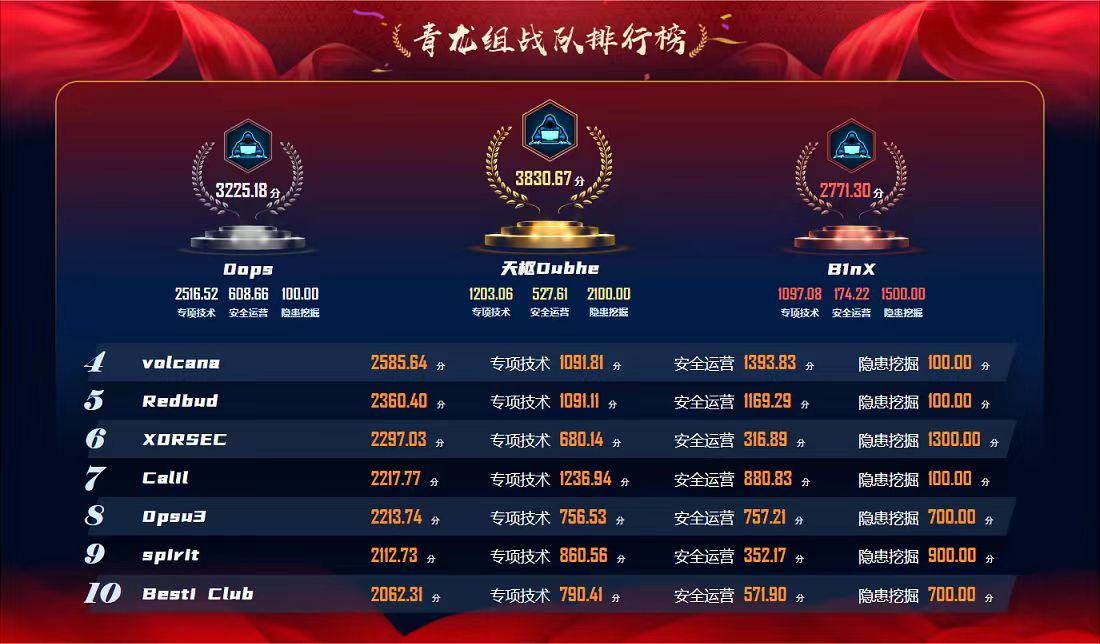 青龙组战队排行榜
3225.18分 3830.67分 2771.30分
Oops 天枢Dubhe B1nX
2516.52 608.66 100.00 1203.06 527.61 2100.00 1097.08 174.22 1500.00
专项技术 安全运营 隐患挖掘 专项技术 安全运营 隐患挖掘 专项技术 安全运营 隐患挖掘
4 volcana 2585.64 分 专项技术 1091.81 分 安全运营 1393.83 分 隐患挖掘 100.00 分
5 Redbud 2360.40 分 专项技术 1091.11 分 安全运营 1169.29 分 隐患挖掘 100.00 分
6 XORSEC 2297.03 分 专项技术 680.14 分 安全运营 316.89 分 隐患挖掘 1300.00 分
7 Calil 2217.77 分 专项技术 1236.94 分 安全运营 880.83 分 隐患挖掘 100.00 分
8 Opsu3 2213.74 分 专项技术 756.53 分 安全运营 757.21 分 隐患挖掘 700.00 分
9 spirit 2112.73 分 专项技术 860.56 分 安全运营 352.17 分 隐患挖掘 900.00 分
10 Besti Club 2062.31 分 专项技术 790.41 分 安全运营 571.90 分 隐患挖掘 700.00 分